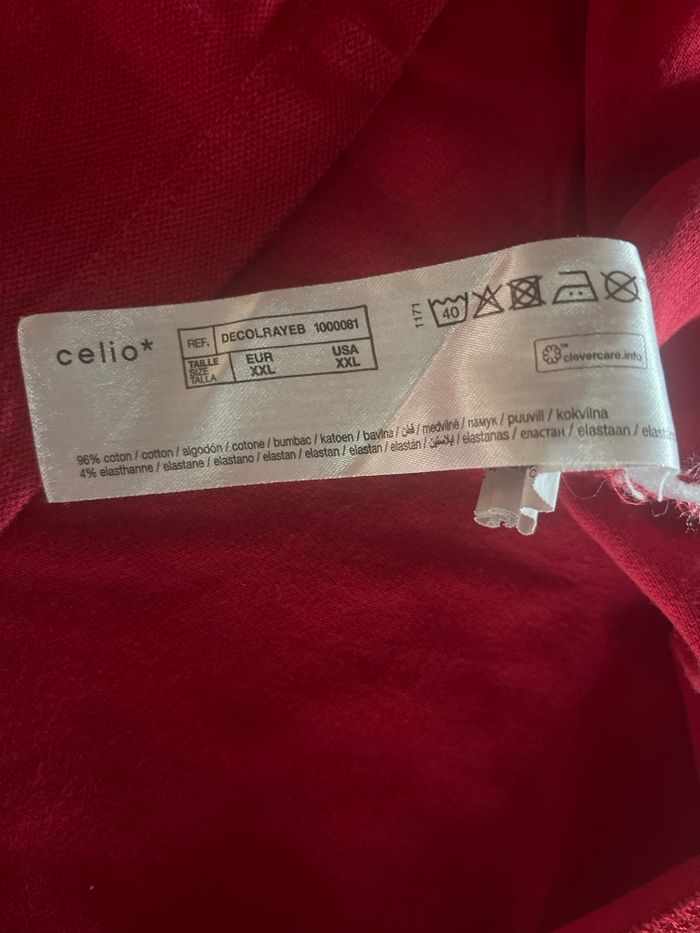 celio*
REF. DECOLRAYEB 1000081
TAILLE SIZE TALLA
EUR XXL
USA XXL
1171
40
clevercare.info
96% coton / cotton / algodón / cotone / bumbac / katoen / bavlna / قطن / medvilnė / памук / puuvill / kokvilna
4% elasthanne / elastane / elastano / elastan / elastan / elastan / elastán / إيلاستين / elastanas / еластан / elastaan /